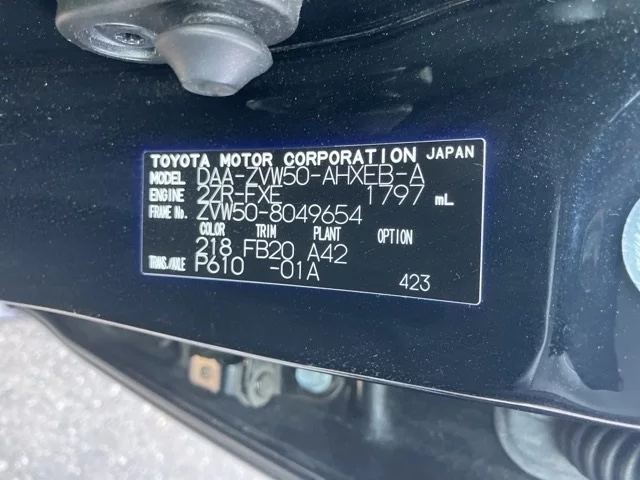 TOYOTA MOTOR CORPORATION JAPAN
MODEL DAA-ZVW50-AHXEB-A
ENGINE 2ZR-FXE 1797 mL
FRAME No. ZVW50-8049654
COLOR TRIM PLANT OPTION
218 FB20 A42
TRANS./AXLE P610 -01A
423